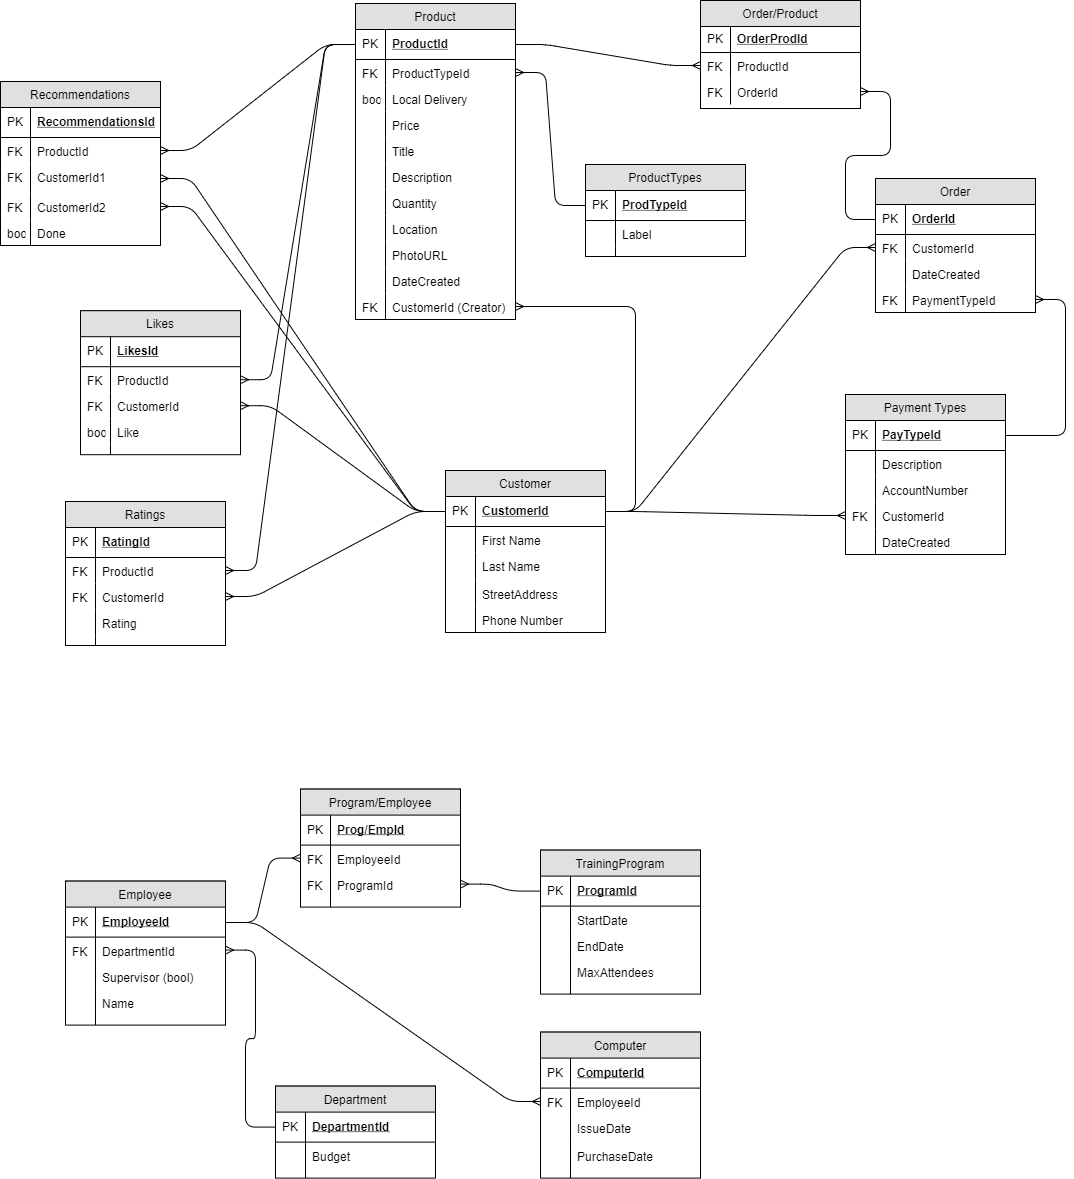 Product
PK ProductId
FK ProductTypeId
boc Local Delivery
Price
Title
Description
Quantity
Location
PhotoURL
DateCreated
FK CustomerId (Creator)
Order/Product
PK OrderProdId
FK ProductId
FK OrderId
Recommendations
PK RecommendationsId
FK ProductId
FK CustomerId1
FK CustomerId2
boc Done
ProductTypes
PK ProdTypeId
Label
Order
PK OrderId
FK CustomerId
DateCreated
FK PaymentTypeId
Likes
PK LikesId
FK ProductId
FK CustomerId
boc Like
Payment Types
PK PayTypeId
Description
AccountNumber
FK CustomerId
DateCreated
Customer
PK CustomerId
First Name
Last Name
StreetAddress
Phone Number
Ratings
PK RatingId
FK ProductId
FK CustomerId
Rating
Program/Employee
PK Prog/EmpId
FK EmployeeId
FK ProgramId
TrainingProgram
PK ProgramId
StartDate
EndDate
MaxAttendees
Employee
PK EmployeeId
FK DepartmentId
Supervisor (bool)
Name
Computer
PK ComputerId
FK EmployeeId
IssueDate
PurchaseDate
Department
PK DepartmentId
Budget